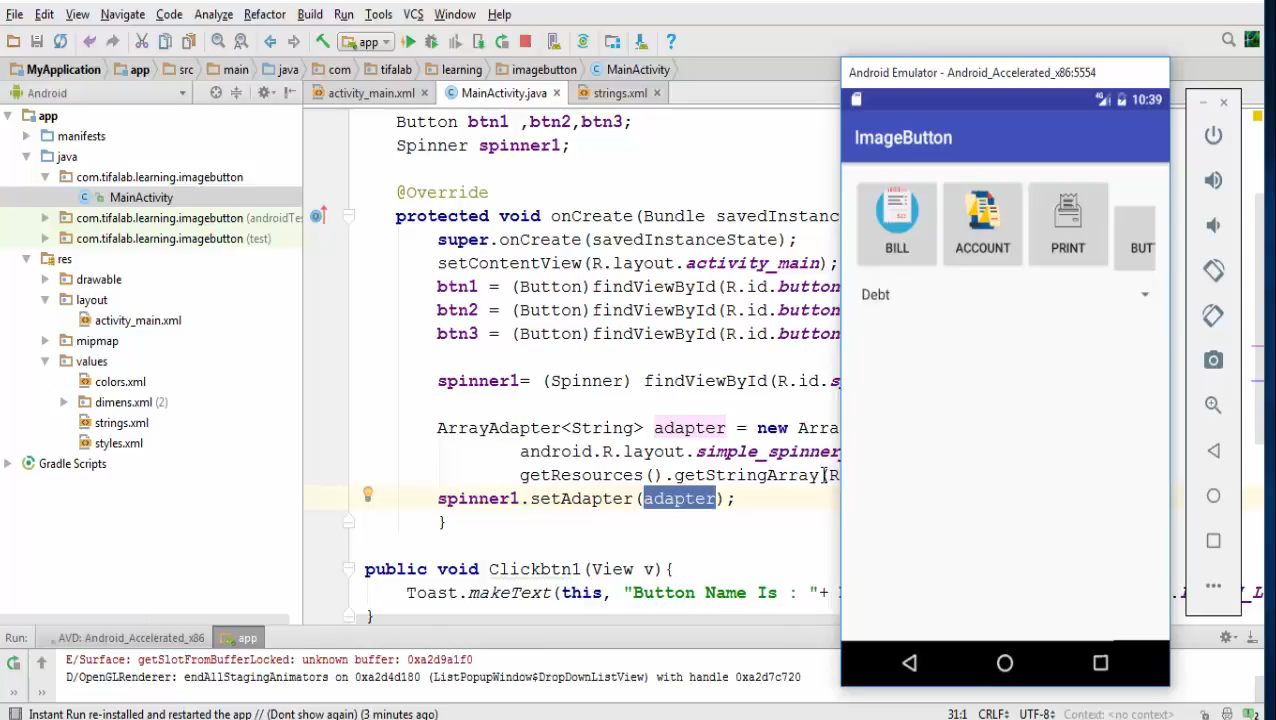 File Edit View Navigate Code Analyze Refactor Build Run Tools VCS Window Help
app
MyApplication app src main java com tifalab learning imagebutton MainActivity
Android
activity_main.xml MainActivity.java strings.xml
app
manifests
java
com.tifalab.learning.imagebutton
MainActivity
com.tifalab.learning.imagebutton (androidTes
com.tifalab.learning.imagebutton (test)
res
drawable
layout
activity_main.xml
mipmap
values
colors.xml
dimens.xml (2)
strings.xml
styles.xml
Gradle Scripts
Button btn1 ,btn2,btn3;
Spinner spinner1;
@Override
protected void onCreate(Bundle savedInstance
super.onCreate(savedInstanceState);
setContentView(R.layout.activity_main);
btn1 = (Button)findViewById(R.id.button
btn2 = (Button)findViewById(R.id.button
btn3 = (Button)findViewById(R.id.button
spinner1= (Spinner) findViewById(R.id.s
ArrayAdapter<String> adapter = new Arra
android.R.layout.simple_spinner
getResources().getStringArray(R
spinner1.setAdapter(adapter);
}
public void Clickbtn1(View v){
Toast.makeText(this, "Button Name Is : "+
}
Android Emulator - Android_Accelerated_x86:5554
10:39
ImageButton
BILL ACCOUNT PRINT BUT
Debt
Run: AVD: Android_Accelerated_x86 app
E/Surface: getSlotFromBufferLocked: unknown buffer: 0xa2d9a1f0
D/OpenGLRenderer: endAllStagingAnimators on 0xa2d4d180 (ListPopupWindow$DropDownListView) with handle 0xa2d7c720
Instant Run re-installed and restarted the app // (Dont show again) (3 minutes ago)
31:1 CRLF÷ UTF-8÷ Context: <no context>